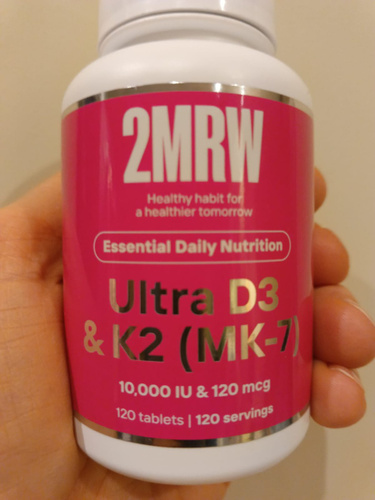 2MRW
Healthy habit for
a healthier tomorrow
Essential Daily Nutrition
Ultra D3
& K2 (MK-7)
10,000 IU & 120 mcg
120 tablets | 120 servings